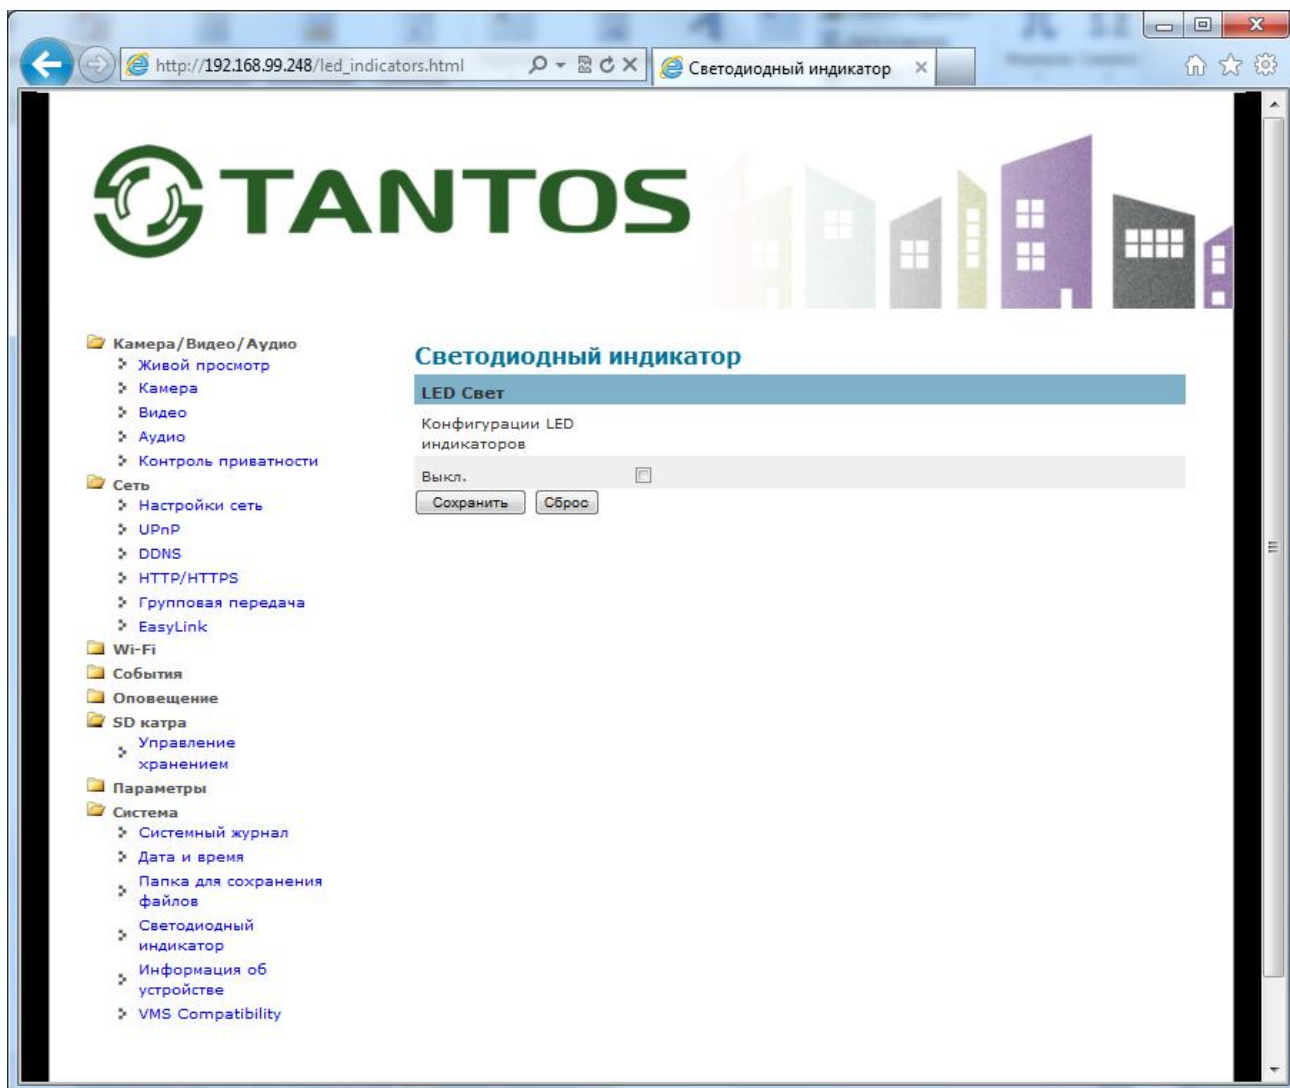 http://192.168.99.248/led_indicators.html
Светодиодный индикатор
TANTOS
Камера/Видео/Аудио
Живой просмотр
Камера
Видео
Аудио
Контроль приватности
Сеть
Настройки сеть
UPnP
DDNS
HTTP/HTTPS
Групповая передача
EasyLink
Wi-Fi
События
Оповещение
SD катра
Управление
хранением
Параметры
Система
Системный журнал
Дата и время
Папка для сохранения
файлов
Светодиодный
индикатор
Информация об
устройстве
VMS Compatibility
Светодиодный индикатор
LED Свет
Конфигурации LED
индикаторов
Выкл.
Сохранить Сброс